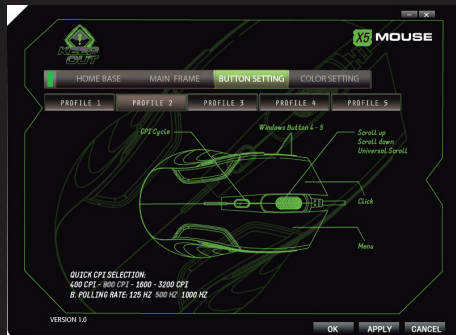 KEEP
OUT
X5 MOUSE
HOME BASE MAIN FRAME BUTTON SETTING COLOR SETTING
PROFILE 1 PROFILE 2 PROFILE 3 PROFILE 4 PROFILE 5
CPI Cycle
Windows Button 4 - 5
Scroll up
Scroll down
Universal Scroll
Click
Menu
QUICK CPI SELECTION:
400 CPI - 800 CPI - 1600 - 3200 CPI
B. POLLING RATE: 125 HZ 500 HZ 1000 HZ
VERSION 1.0
OK APPLY CANCEL